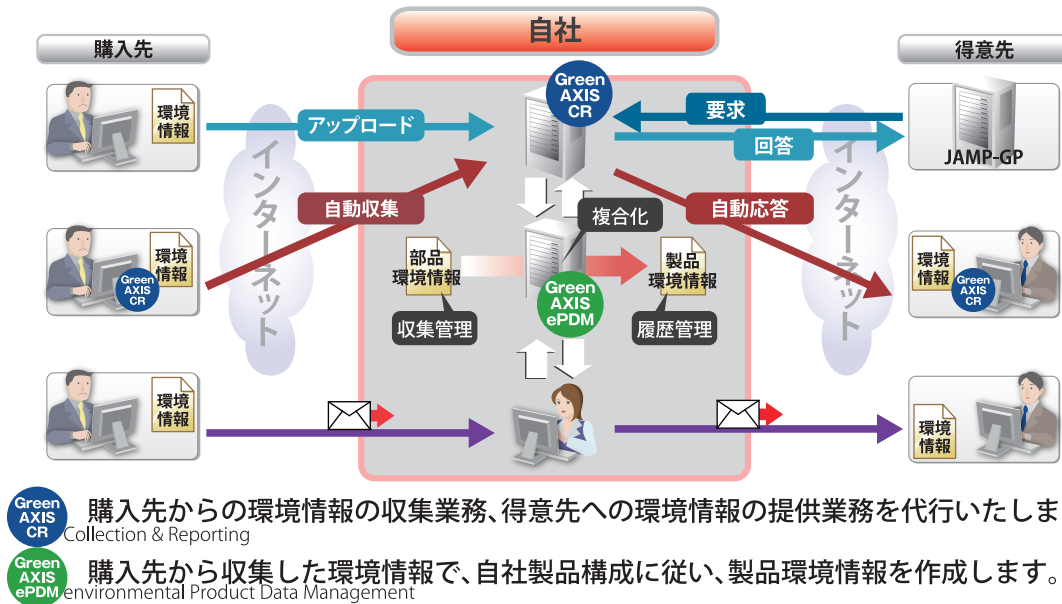 自社
購入先
得意先
Green
AXIS
CR
環境
情報
アップロード
要求
回答
JAMP-GP
インターネット
インターネット
自動収集
自動応答
複合化
環境
情報
Green
AXIS
CR
部品
環境情報
製品
環境情報
Green
AXIS
ePDM
収集管理
履歴管理
環境
情報
Green
AXIS
CR
環境
情報
環境
情報
Green
AXIS
CR
購入先からの環境情報の収集業務、得意先への環境情報の提供業務を代行いたしま
Collection & Reporting
Green
AXIS
ePDM
購入先から収集した環境情報で、自社製品構成に従い、製品環境情報を作成します。
environmental Product Data Management